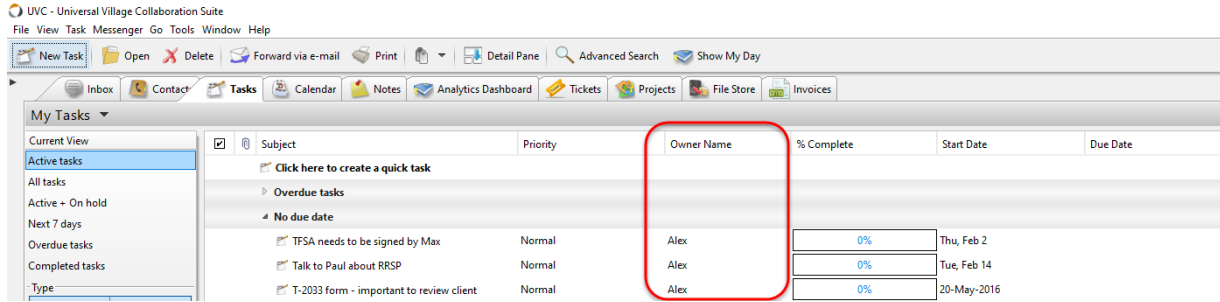 UVC - Universal Village Collaboration Suite
File View Task Messenger Go Tools Window Help
New Task Open Delete Forward via e-mail Print Detail Pane Advanced Search Show My Day
Inbox Contact Tasks Calendar Notes Analytics Dashboard Tickets Projects File Store Invoices
My Tasks
Current View Subject Priority Owner Name % Complete Start Date Due Date
Active tasks Click here to create a quick task
All tasks Overdue tasks
Active + On hold
Next 7 days No due date
Overdue tasks TFSA needs to be signed by Max Normal Alex 0% Thu, Feb 2
Completed tasks Talk to Paul about RRSP Normal Alex 0% Tue, Feb 14
Type T-2033 form - important to review client Normal Alex 0% 20-May-2016